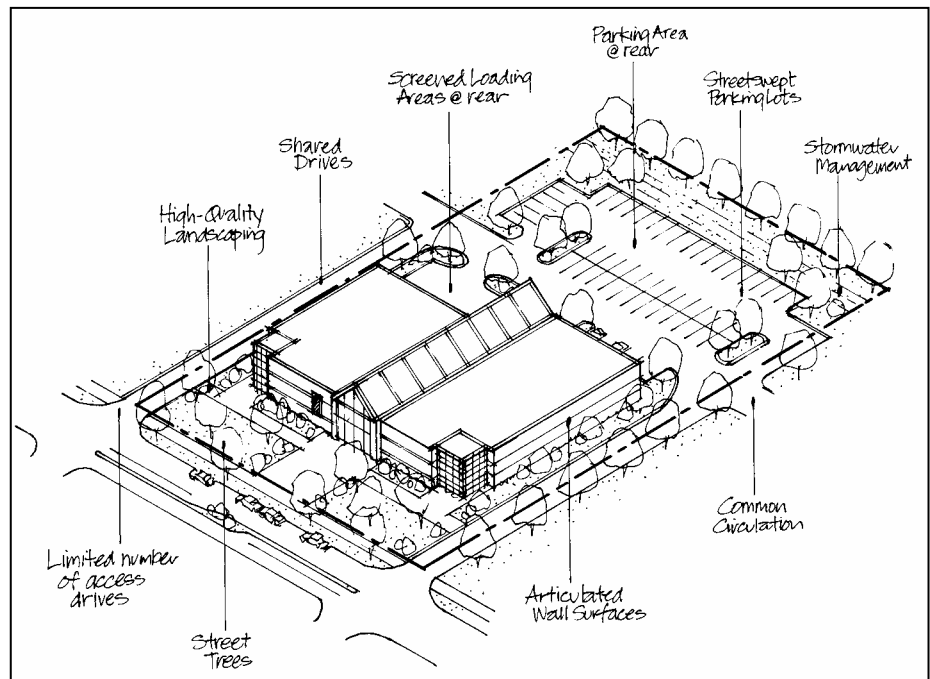 Parking Area
@ rear
Screened Loading
Areas @ rear
Streetswept
Parking Lots
Shared
Drives
Stormwater
Management
High-Quality
Landscaping
Limited number
of access
drives
Street
Trees
Articulated
Wall Surfaces
Common
Circulation